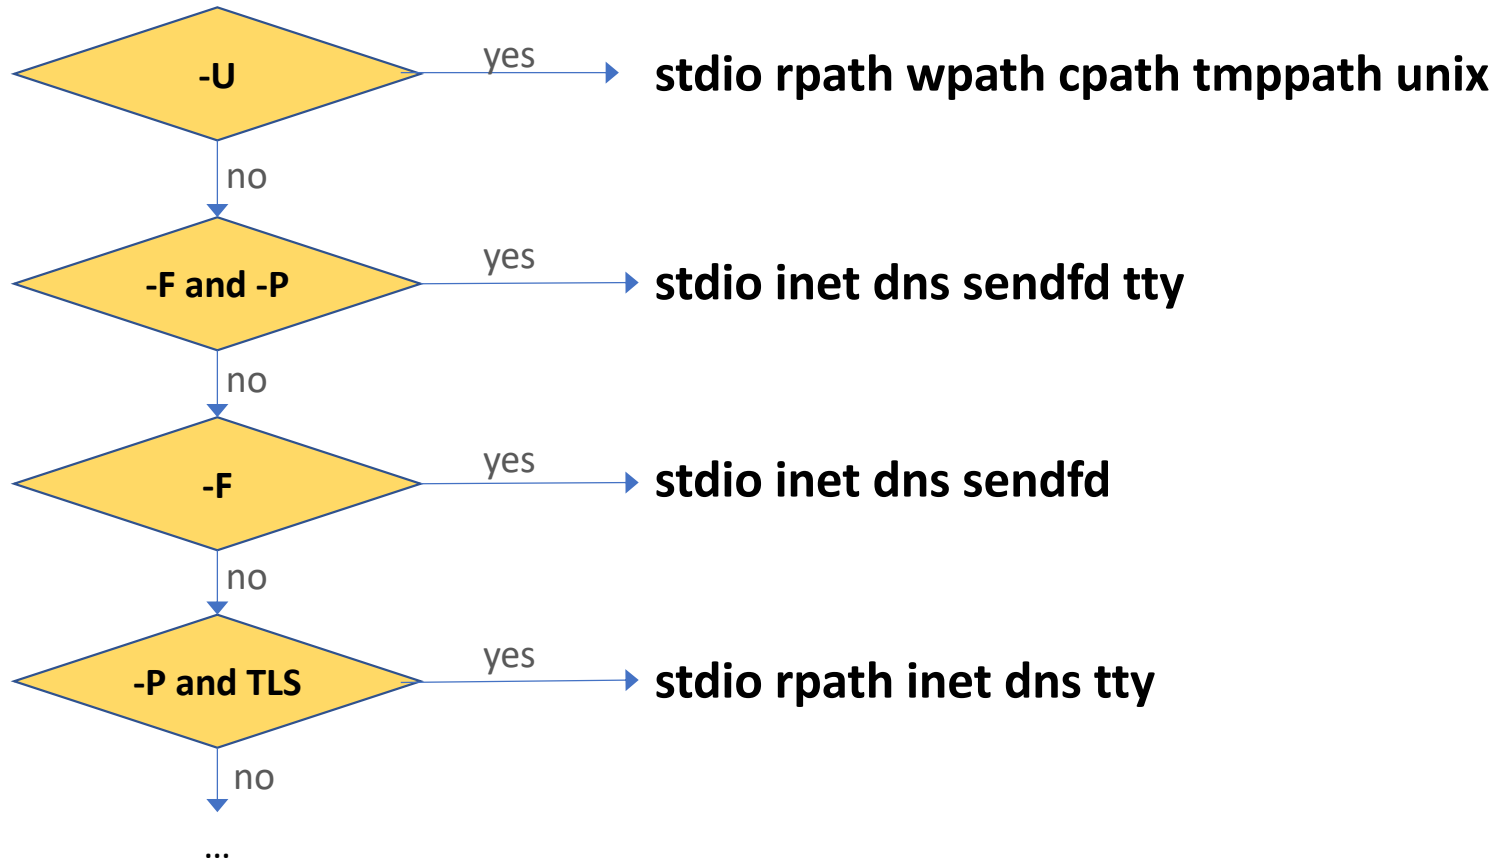 -U
yes
stdio rpath wpath cpath tmppath unix
no
-F and -P
yes
stdio inet dns sendfd tty
no
-F
yes
stdio inet dns sendfd
no
-P and TLS
yes
stdio rpath inet dns tty
no
...